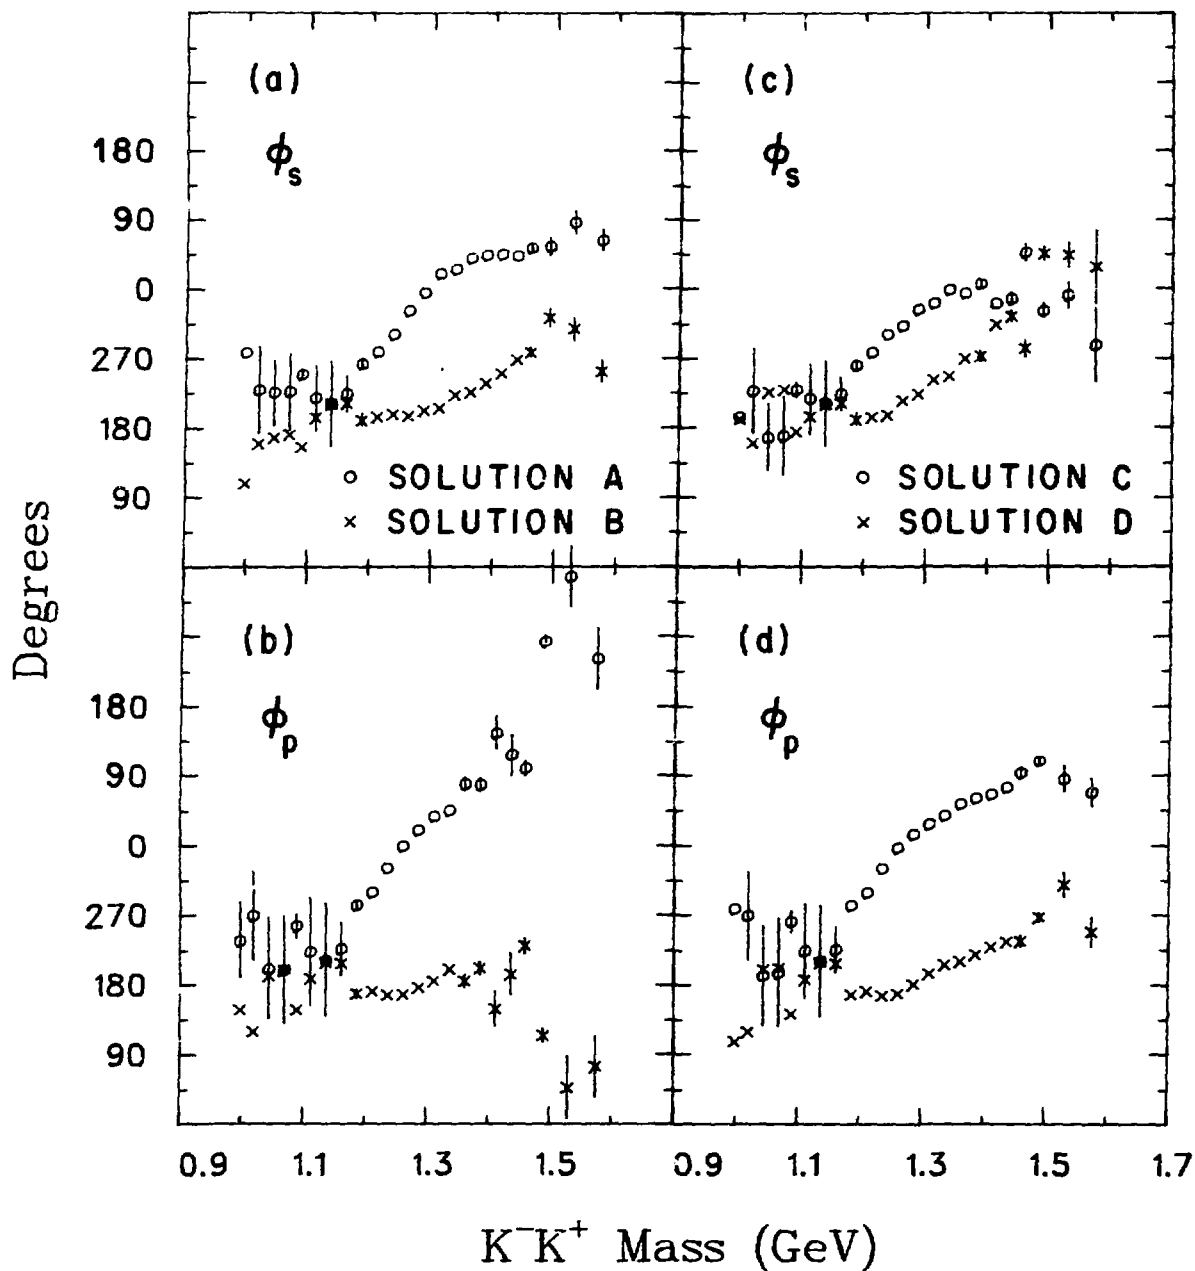 (a)
ϕs
(c)
ϕs
180
90
0
270
180
90
o SOLUTION A
× SOLUTION B
o SOLUTION C
× SOLUTION D
Degrees
(b)
ϕp
(d)
ϕp
180
90
0
270
180
90
0.9 1.1 1.3 1.5 0.9 1.1 1.3 1.5 1.7
K⁻K⁺ Mass (GeV)